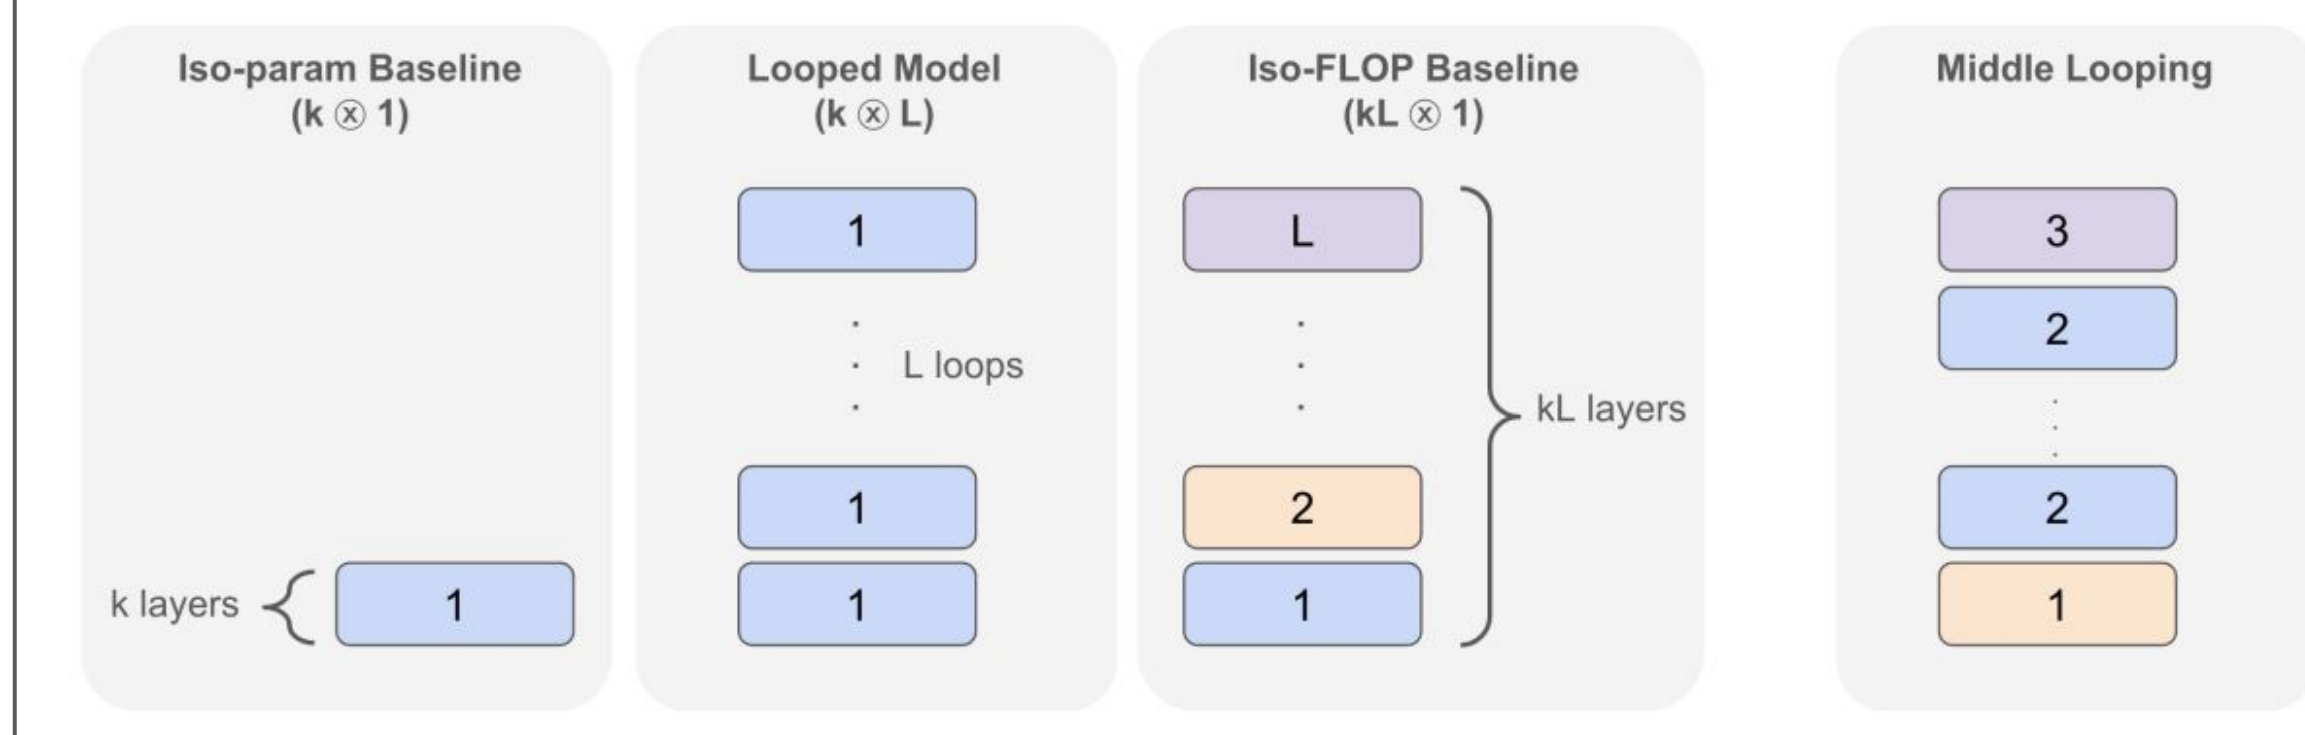 Iso-param Baseline
(k ⊗ 1)
k layers
1
Looped Model
(k ⊗ L)
1
L loops
1
1
Iso-FLOP Baseline
(kL ⊗ 1)
L
2
1
kL layers
Middle Looping
3
2
2
1